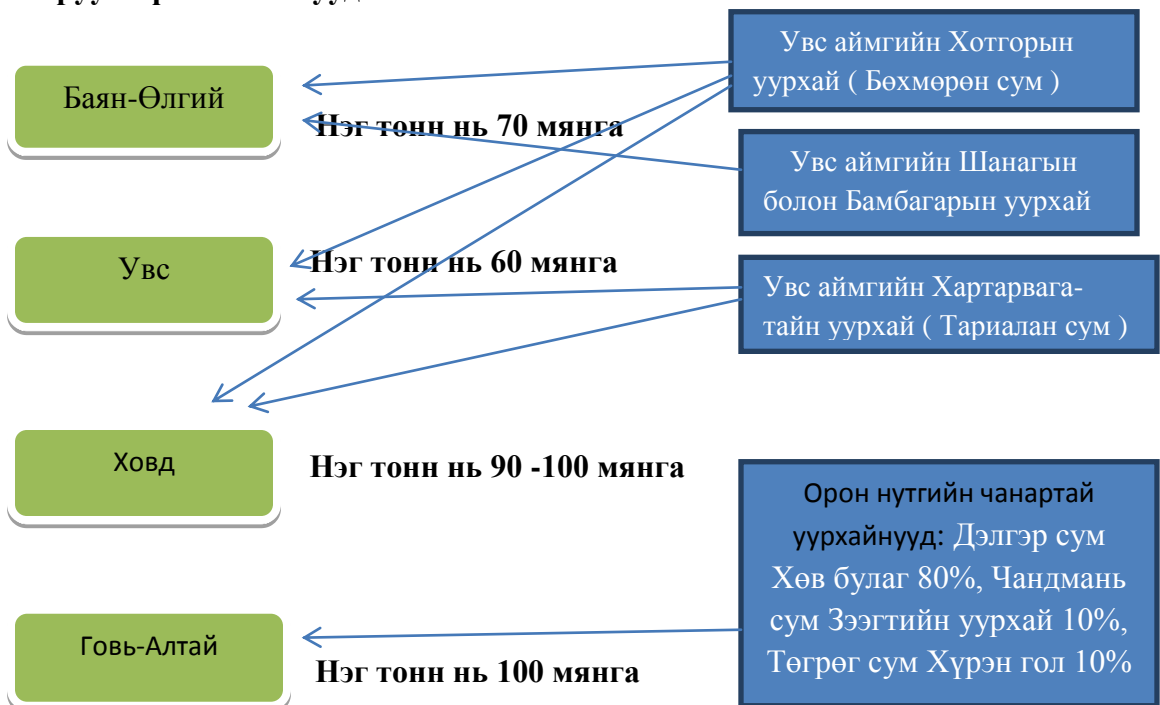 Баян-Өлгий
Нэг тонн нь 70 мянга
Увс аймгийн Хотгорын
уурхай ( Бөхмөрөн сум )
Увс аймгийн Шанагын
болон Бамбагарын уурхай
Увс
Нэг тонн нь 60 мянга
Увс аймгийн Хартарвага-
тайн уурхай ( Тариалан сум )
Ховд
Нэг тонн нь 90 -100 мянга
Орон нутгийн чанартай
уурхайнууд: Дэлгэр сум
Хөв булаг 80%, Чандмань
сум Зээгтийн уурхай 10%,
Төгрөг сум Хүрэн гол 10%
Говь-Алтай
Нэг тонн нь 100 мянга